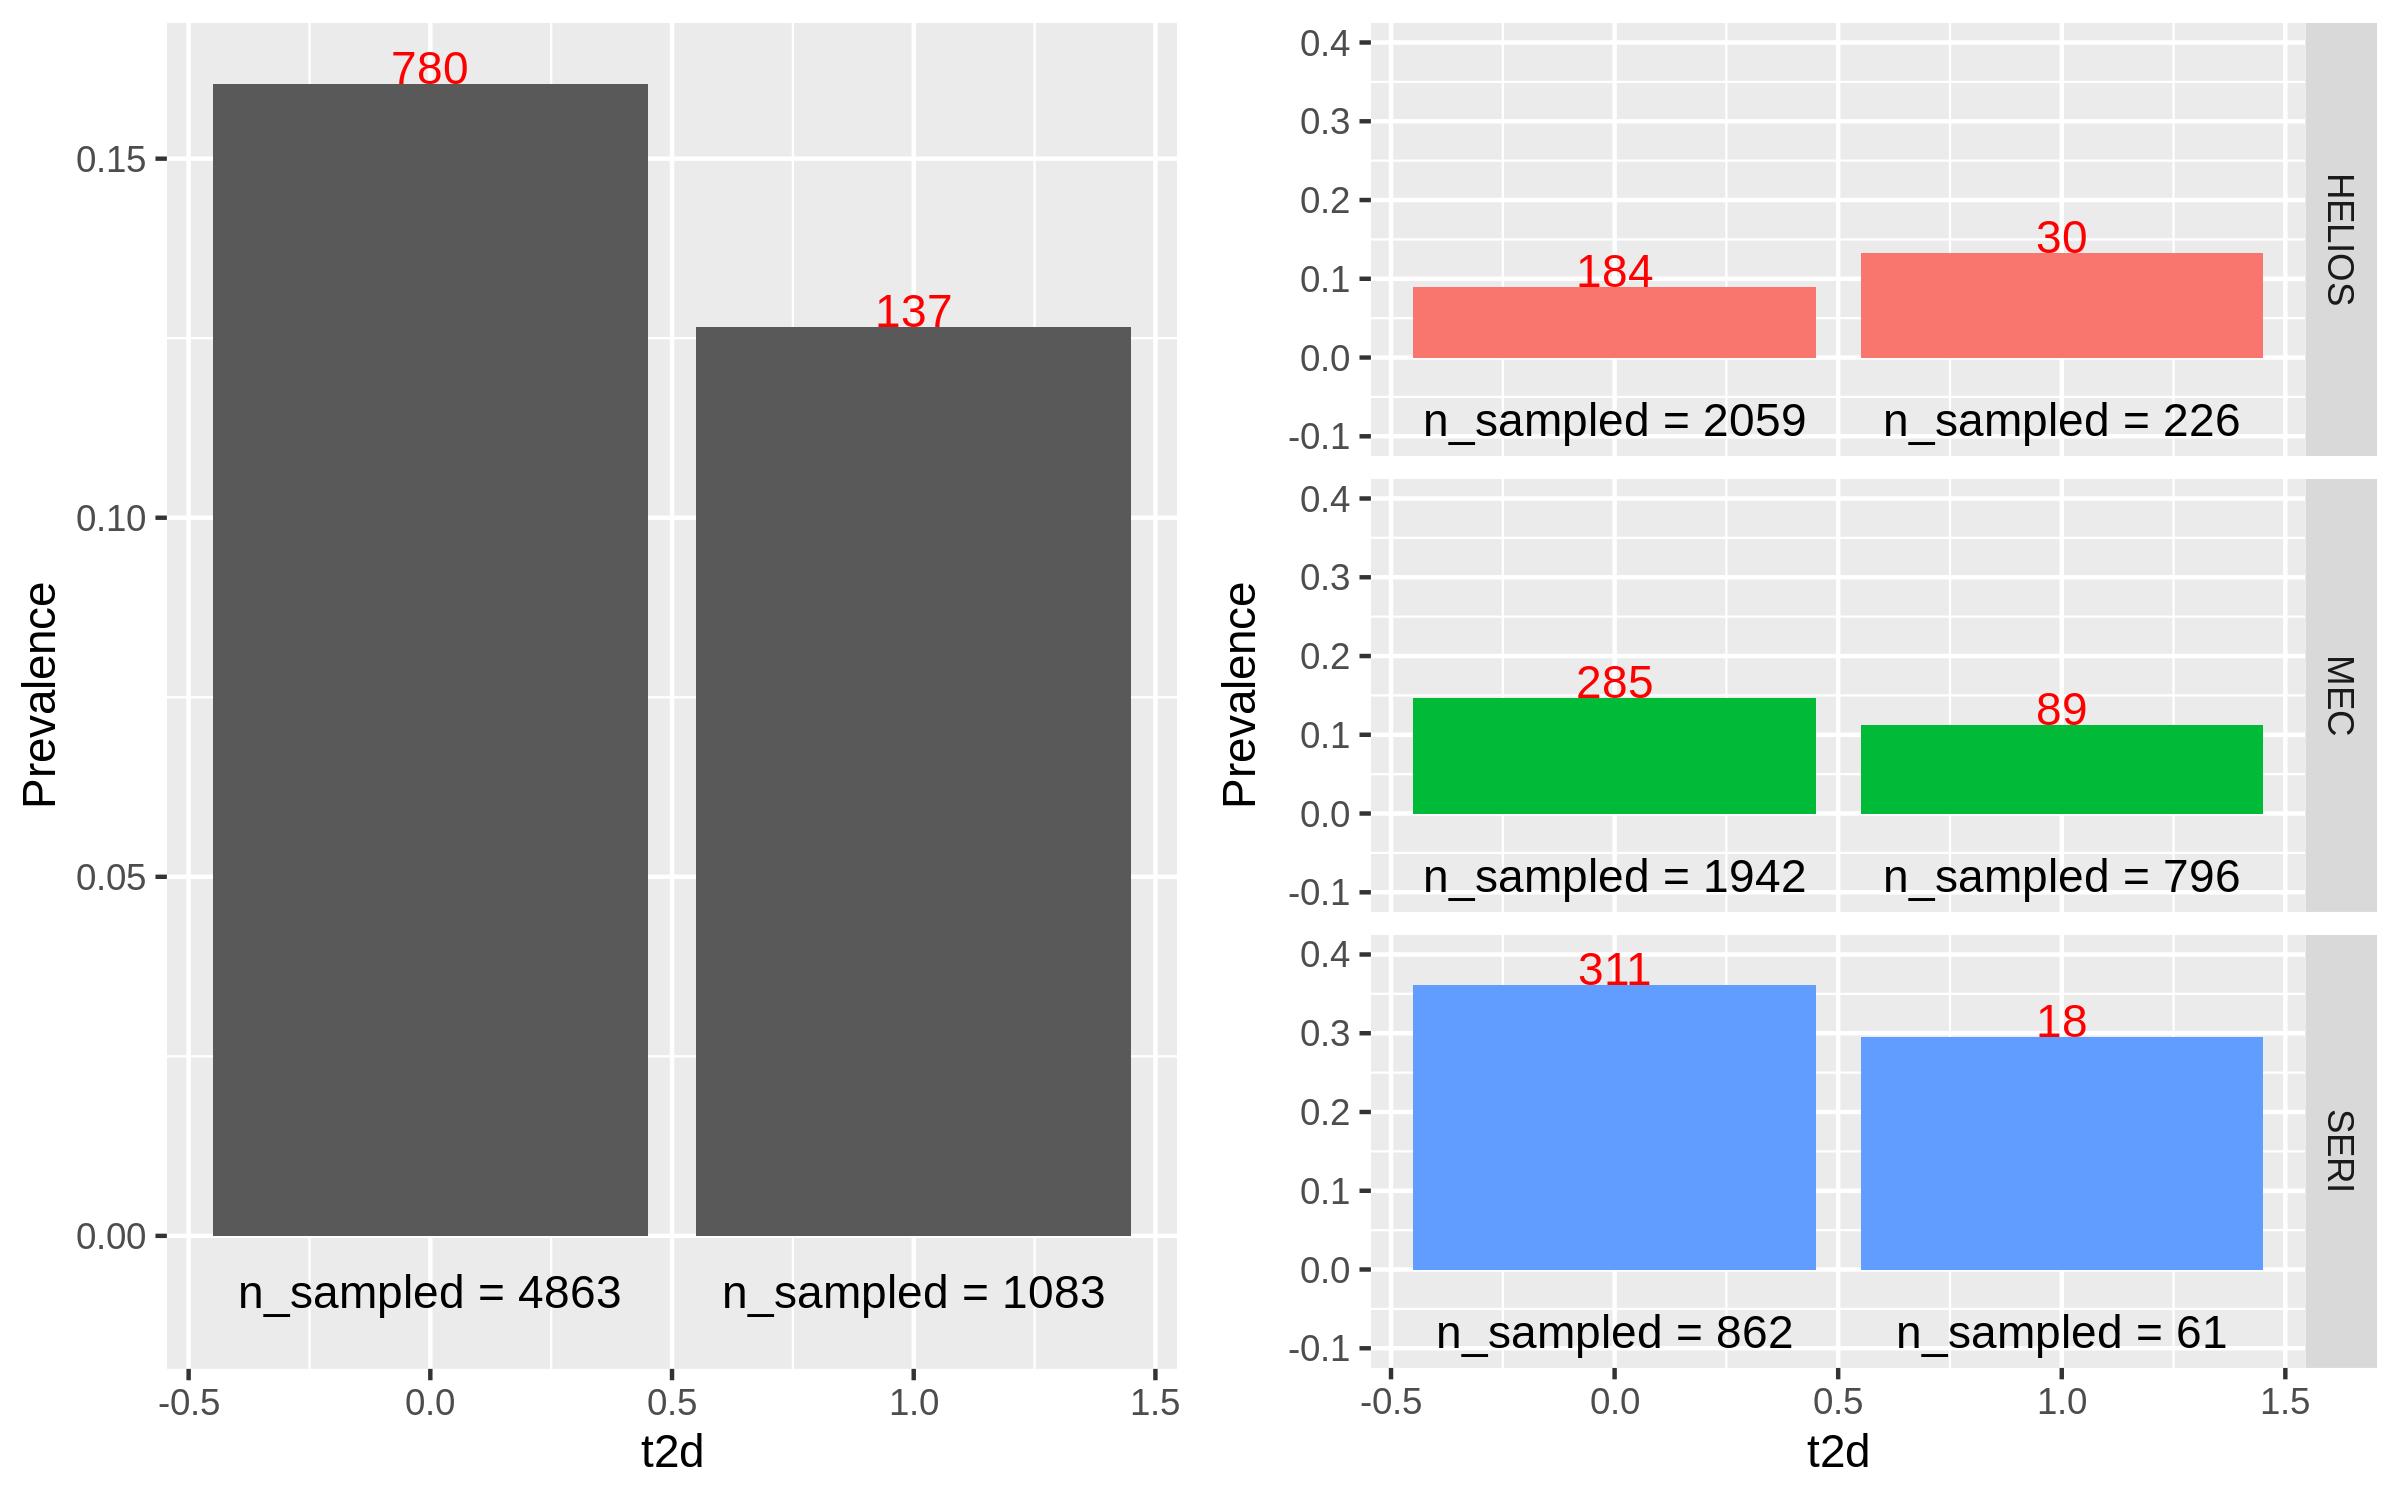 Prevalence
0.15
0.10
0.05
0.00
780
137
n_sampled = 4863
n_sampled = 1083
-0.5
0.0
0.5
1.0
1.5
t2d
Prevalence
0.4
0.3
0.2
0.1
0.0
-0.1
184
30
n_sampled = 2059
n_sampled = 226
HELIOS
0.4
0.3
0.2
0.1
0.0
-0.1
285
89
n_sampled = 1942
n_sampled = 796
MEC
0.4
0.3
0.2
0.1
0.0
-0.1
311
18
n_sampled = 862
n_sampled = 61
SERI
-0.5
0.0
0.5
1.0
1.5
t2d